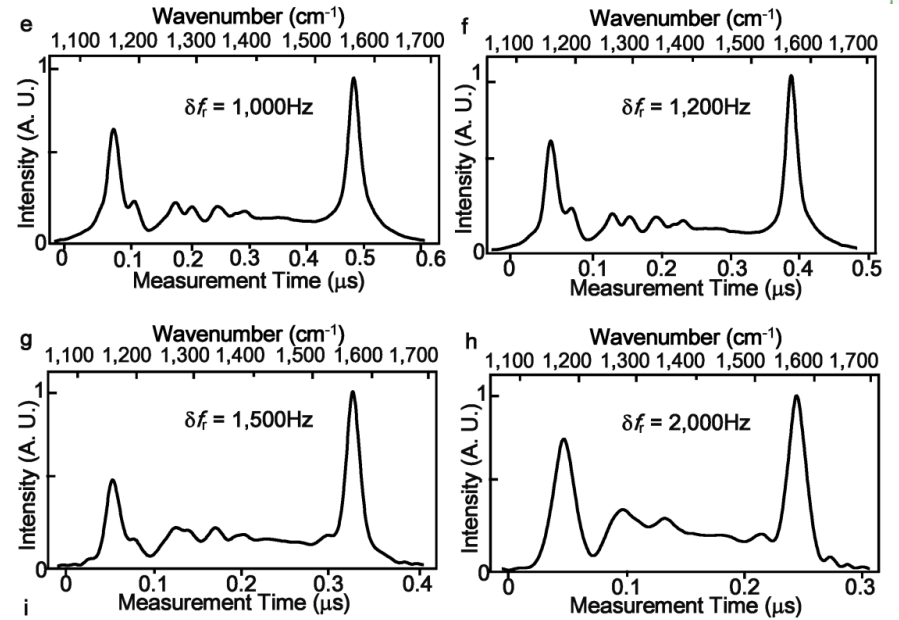 e
Wavenumber (cm-1)
1,100 1,200 1,300 1,400 1,500 1,600 1,700
1
δfr = 1,000Hz
Intensity (A. U.)
0
0 0.1 0.2 0.3 0.4 0.5 0.6
Measurement Time (μs)
f
Wavenumber (cm-1)
1,100 1,200 1,300 1,400 1,500 1,600 1,700
1
δfr = 1,200Hz
Intensity (A. U.)
0
0 0.1 0.2 0.3 0.4 0.5
Measurement Time (μs)
g
Wavenumber (cm-1)
1,100 1,200 1,300 1,400 1,500 1,600 1,700
1
δfr = 1,500Hz
Intensity (A. U.)
0
0 0.1 0.2 0.3 0.4
Measurement Time (μs)
h
Wavenumber (cm-1)
1,100 1,200 1,300 1,400 1,500 1,600 1,700
1
δfr = 2,000Hz
Intensity (A. U.)
0
0 0.1 0.2 0.3
Measurement Time (μs)
i